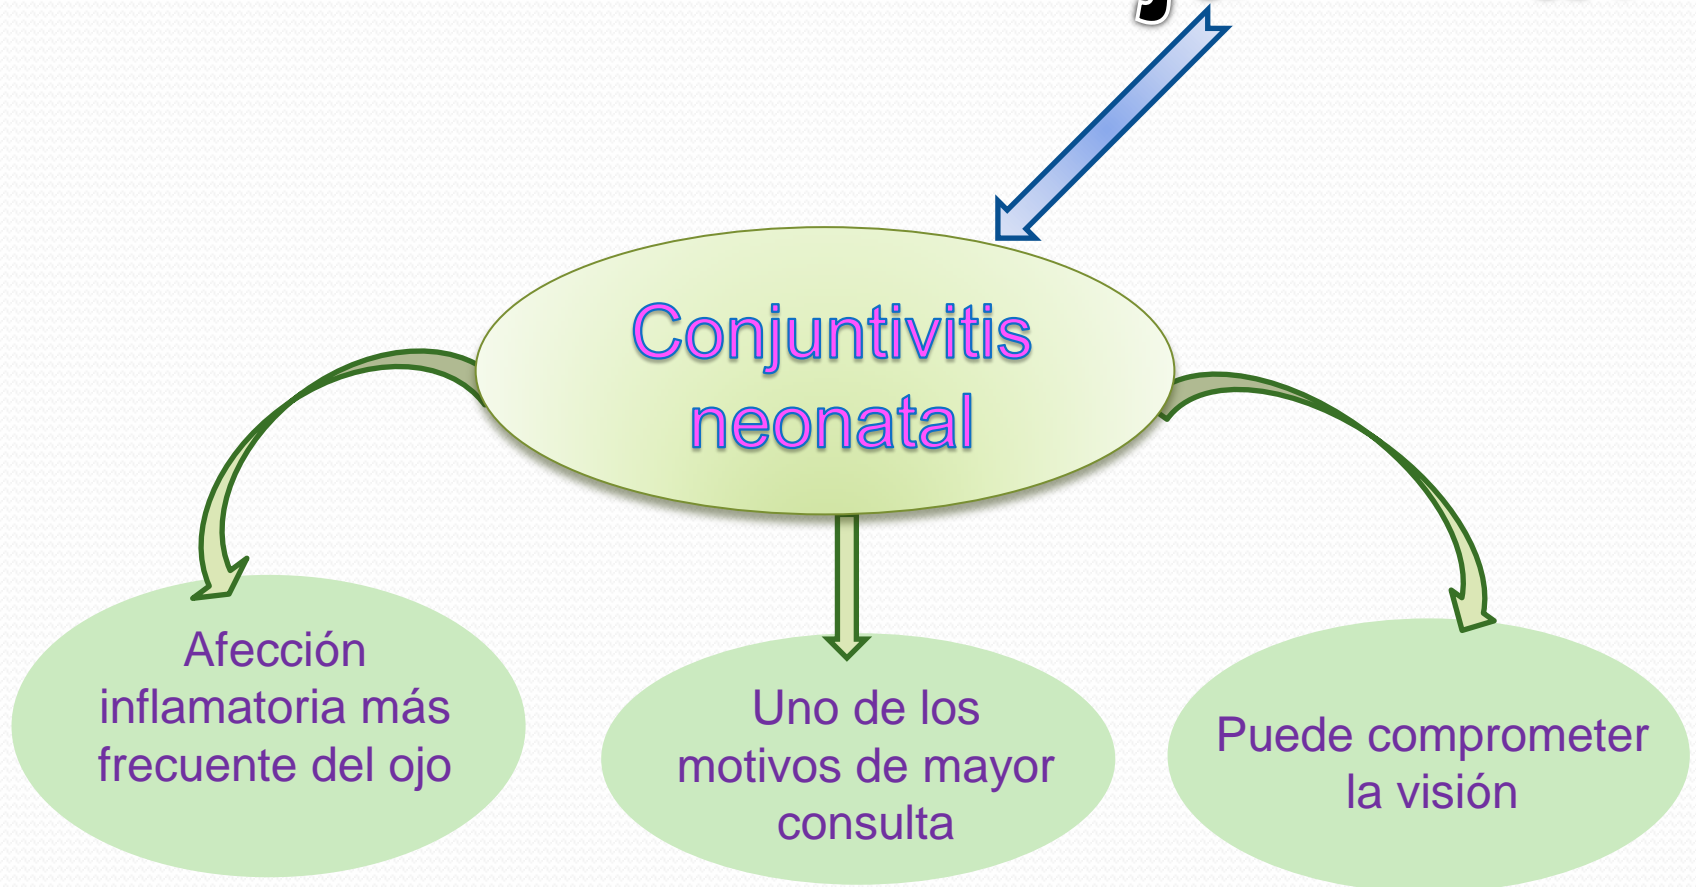 Conjuntivitis
neonatal
Afección
inflamatoria más
frecuente del ojo
Uno de los
motivos de mayor
consulta
Puede comprometer
la visión